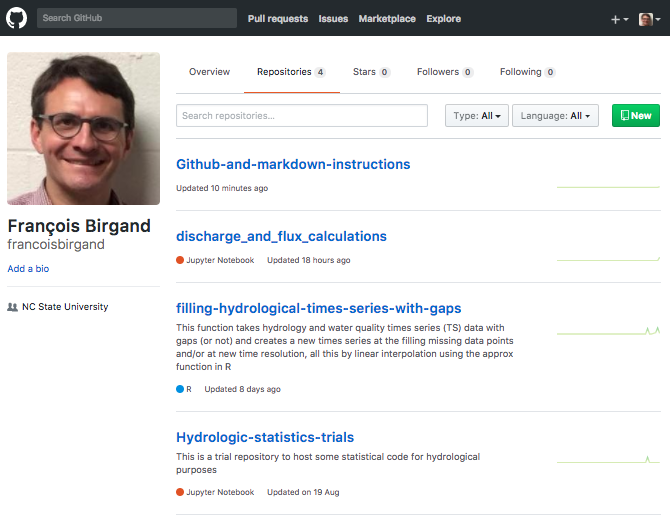 Search GitHub
Pull requests Issues Marketplace Explore
Overview Repositories 4 Stars 0 Followers 0 Following 0
Search repositories...
Type: All
Language: All
New
François Birgand
francoisbirgand
Add a bio
NC State University
Github-and-markdown-instructions
Updated 10 minutes ago
discharge_and_flux_calculations
Jupyter Notebook Updated 18 hours ago
filling-hydrological-times-series-with-gaps
This function takes hydrology and water quality times series (TS) data with
gaps (or not) and creates a new times series at the filling missing data points
and/or at new time resolution, all this by linear interpolation using the approx
function in R
R Updated 8 days ago
Hydrologic-statistics-trials
This is a trial repository to host some statistical code for hydrological
purposes
Jupyter Notebook Updated on 19 Aug